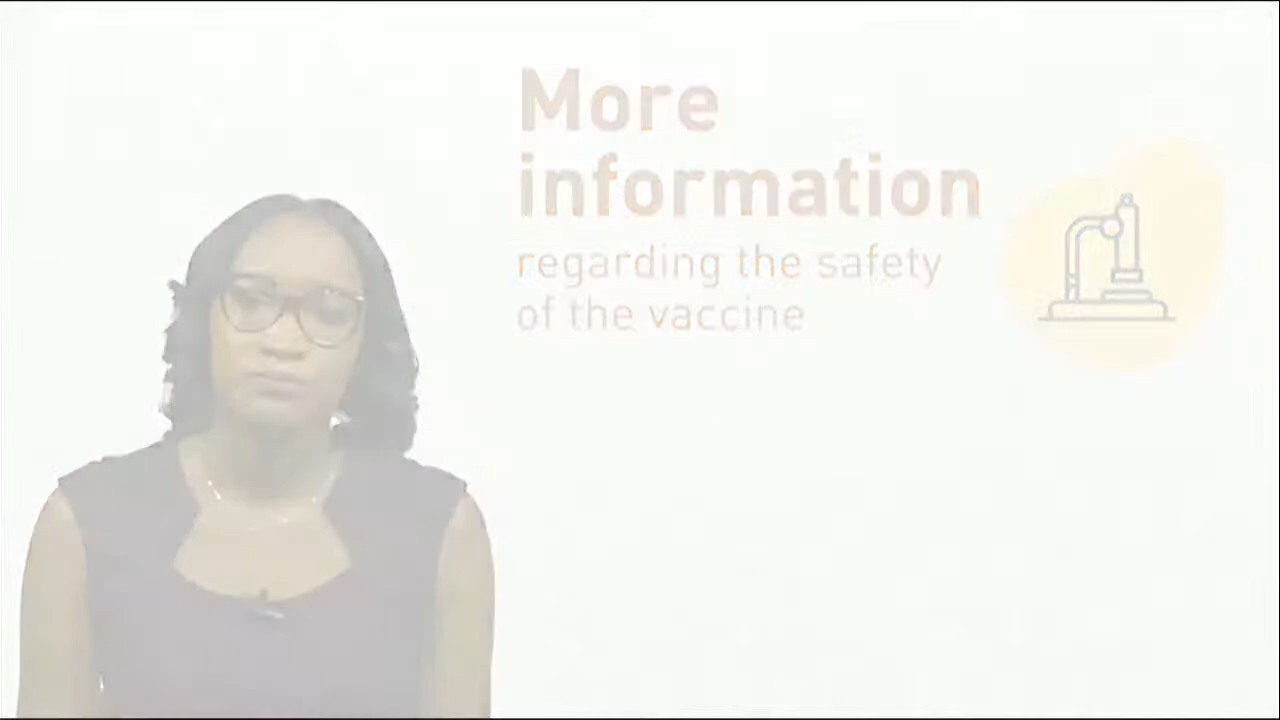 More
information
regarding the safety
of the vaccine